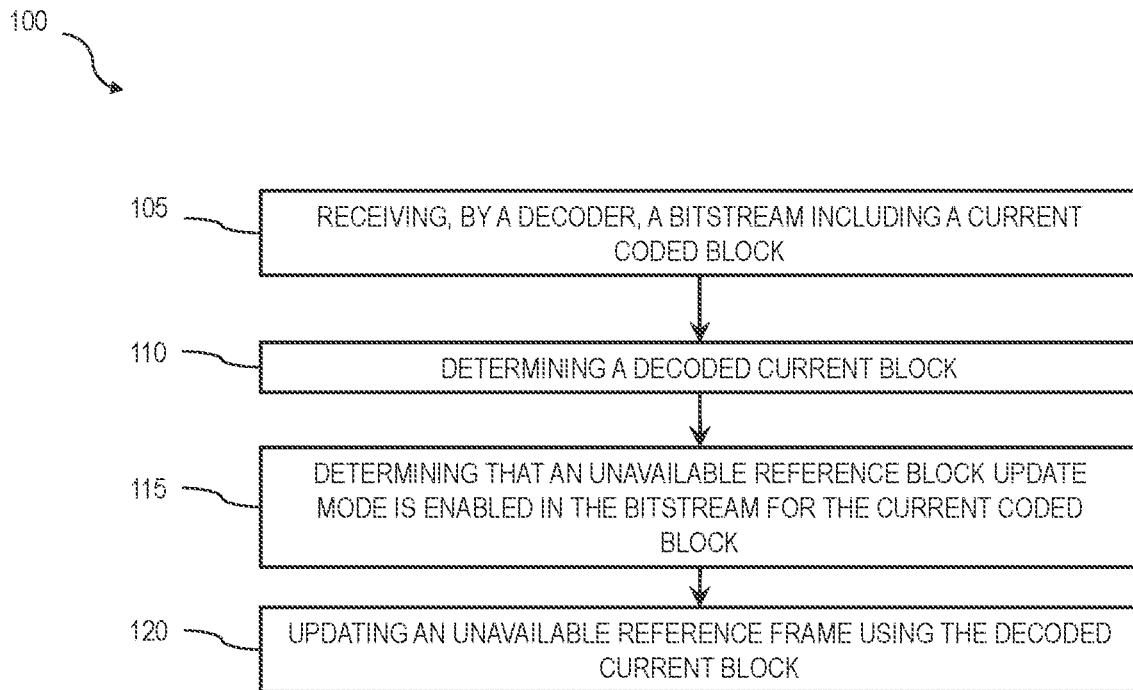 100
105
RECEIVING, BY A DECODER, A BITSTREAM INCLUDING A CURRENT
CODED BLOCK
110
DETERMINING A DECODED CURRENT BLOCK
115
DETERMINING THAT AN UNAVAILABLE REFERENCE BLOCK UPDATE
MODE IS ENABLED IN THE BITSTREAM FOR THE CURRENT CODED
BLOCK
120
UPDATING AN UNAVAILABLE REFERENCE FRAME USING THE DECODED
CURRENT BLOCK